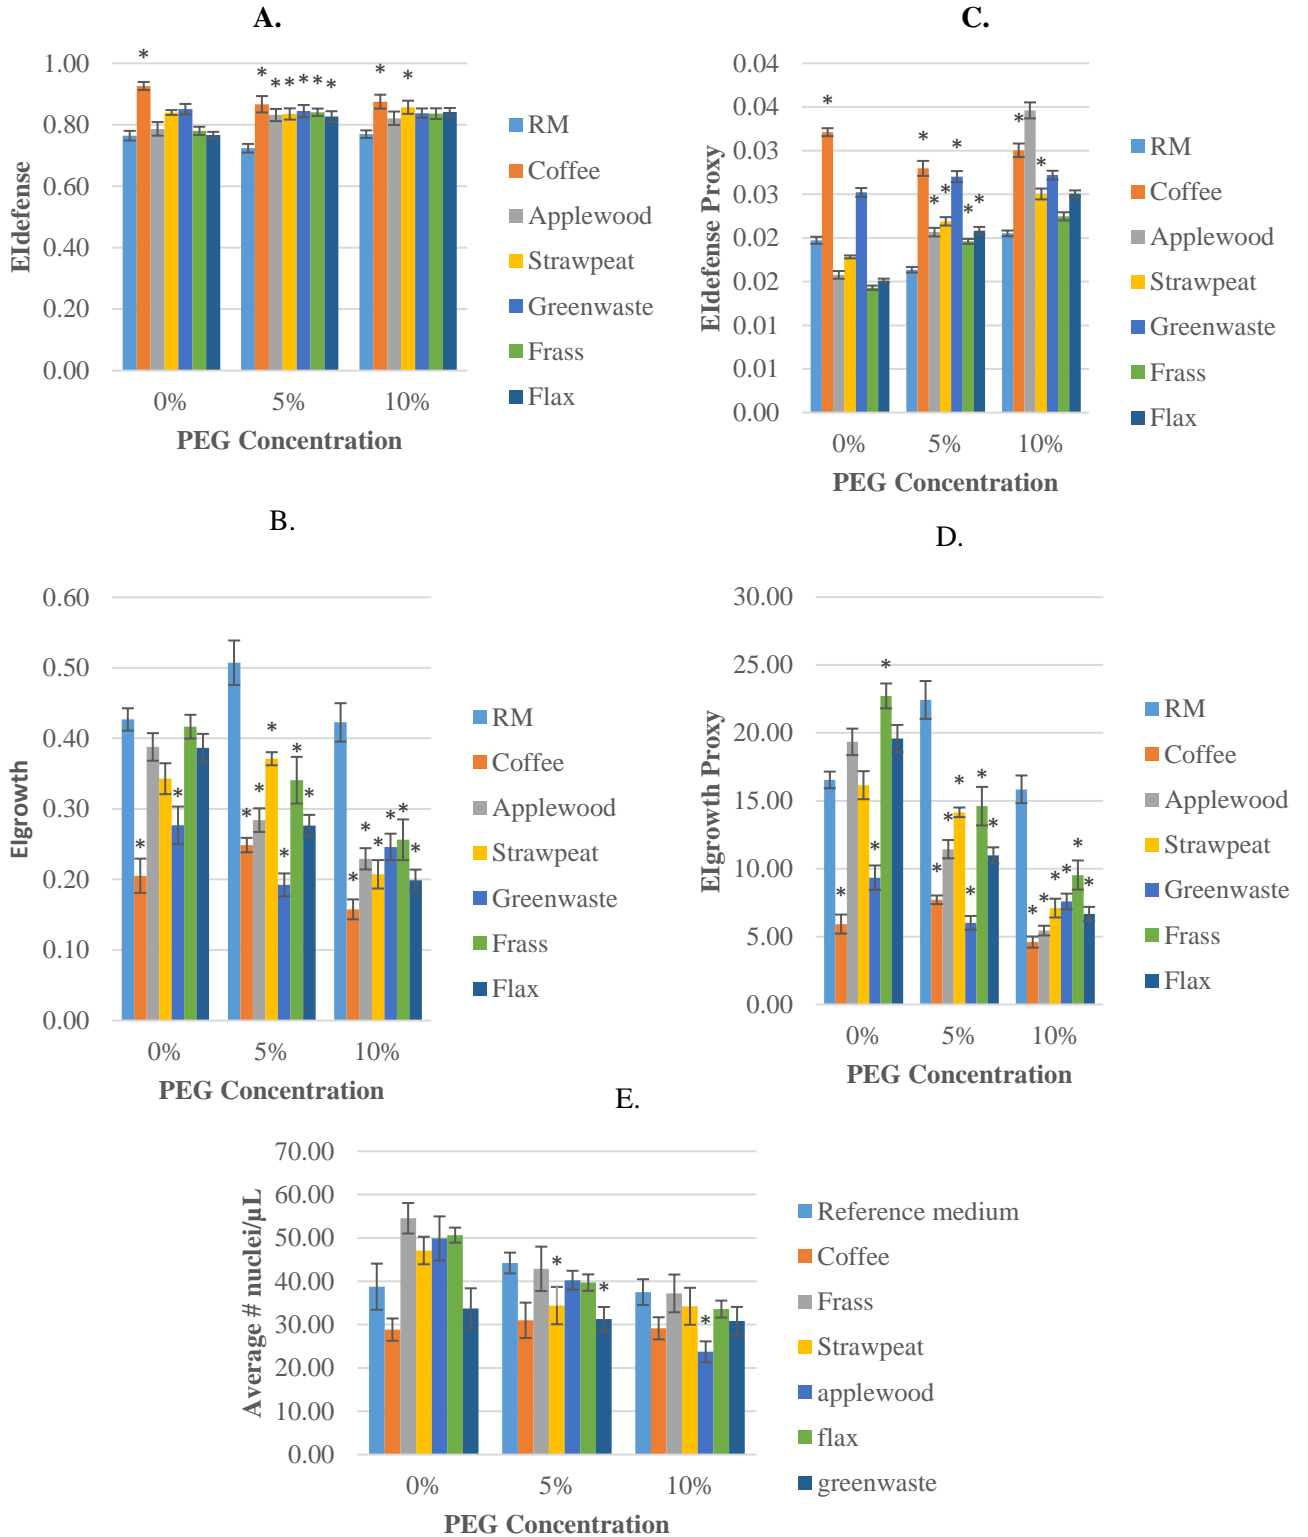 A.
*
* * * * * *
* *
1.00
0.80
0.60
0.40
0.20
0.00
EIdefense
0% 5% 10%
PEG Concentration
RM
Coffee
Applewood
Strawpeat
Greenwaste
Frass
Flax
C.
*
* * * * * *
* *
0.04
0.04
0.03
0.03
0.02
0.02
0.01
0.01
0.00
EIdefense Proxy
0% 5% 10%
PEG Concentration
RM
Coffee
Applewood
Strawpeat
Greenwaste
Frass
Flax
B.
* *
* * * * * *
* * * * * *
0.60
0.50
0.40
0.30
0.20
0.10
0.00
EIgrowth
0% 5% 10%
PEG Concentration
RM
Coffee
Applewood
Strawpeat
Greenwaste
Frass
Flax
D.
* * *
* * * * * *
* * * * * *
30.00
25.00
20.00
15.00
10.00
5.00
0.00
EIgrowth Proxy
0% 5% 10%
PEG Concentration
RM
Coffee
Applewood
Strawpeat
Greenwaste
Frass
Flax
E.
* *
*
70.00
60.00
50.00
40.00
30.00
20.00
10.00
0.00
Average # nuclei/µL
0% 5% 10%
PEG Concentration
Reference medium
Coffee
Frass
Strawpeat
applewood
flax
greenwaste